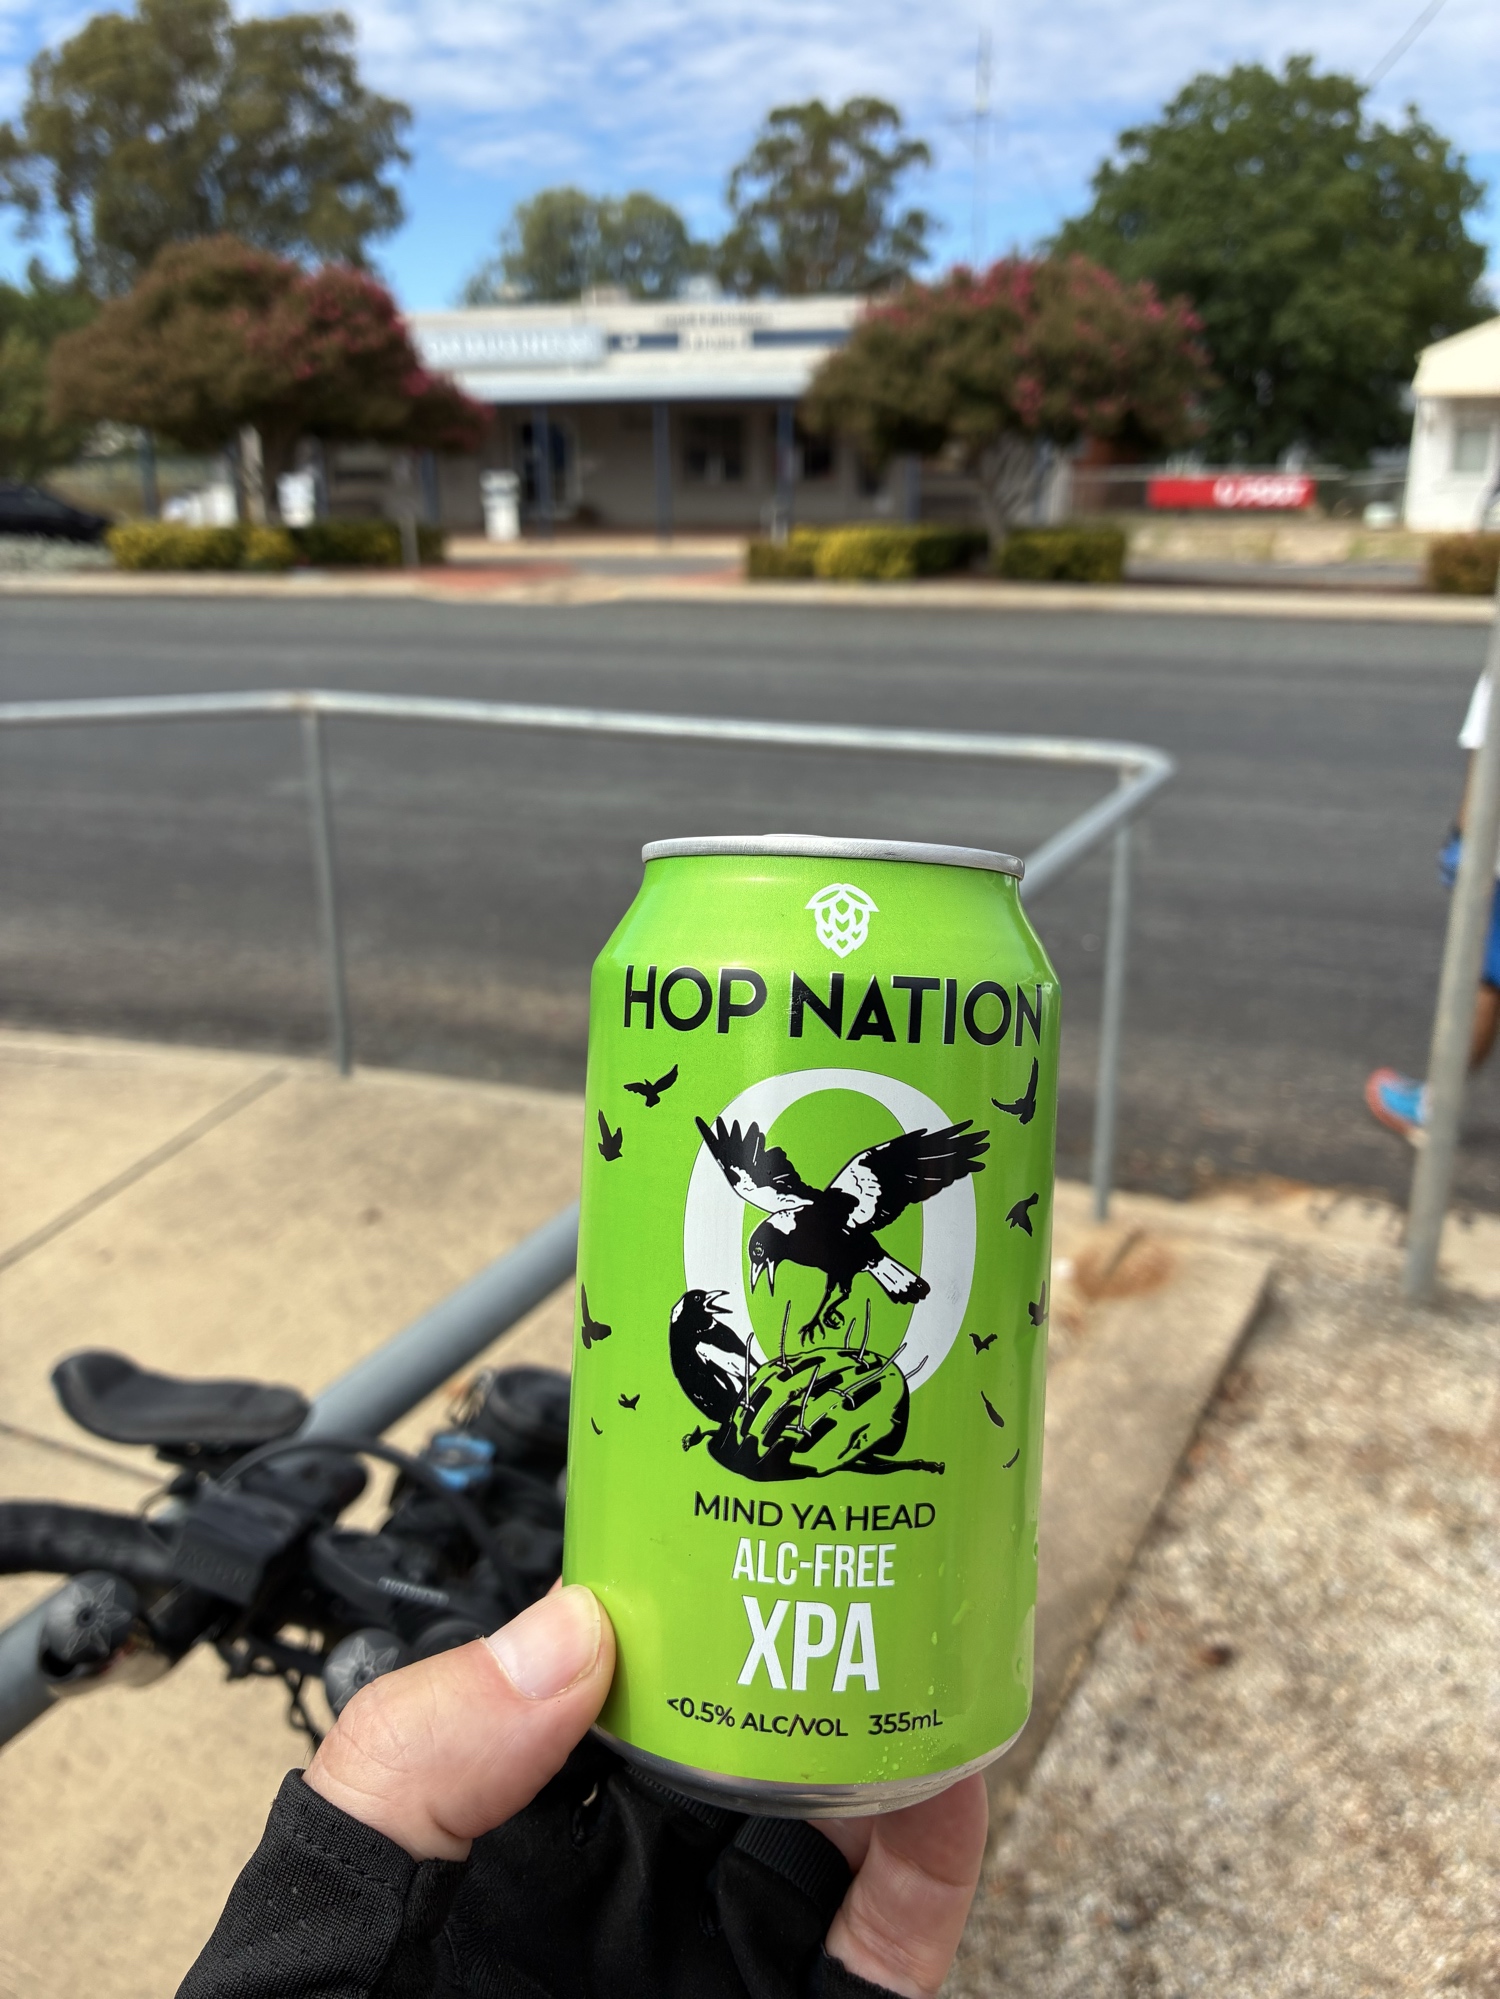 HOP NATION
MIND YA HEAD
ALC-FREE
XPA
<0.5% ALC/VOL 355mL